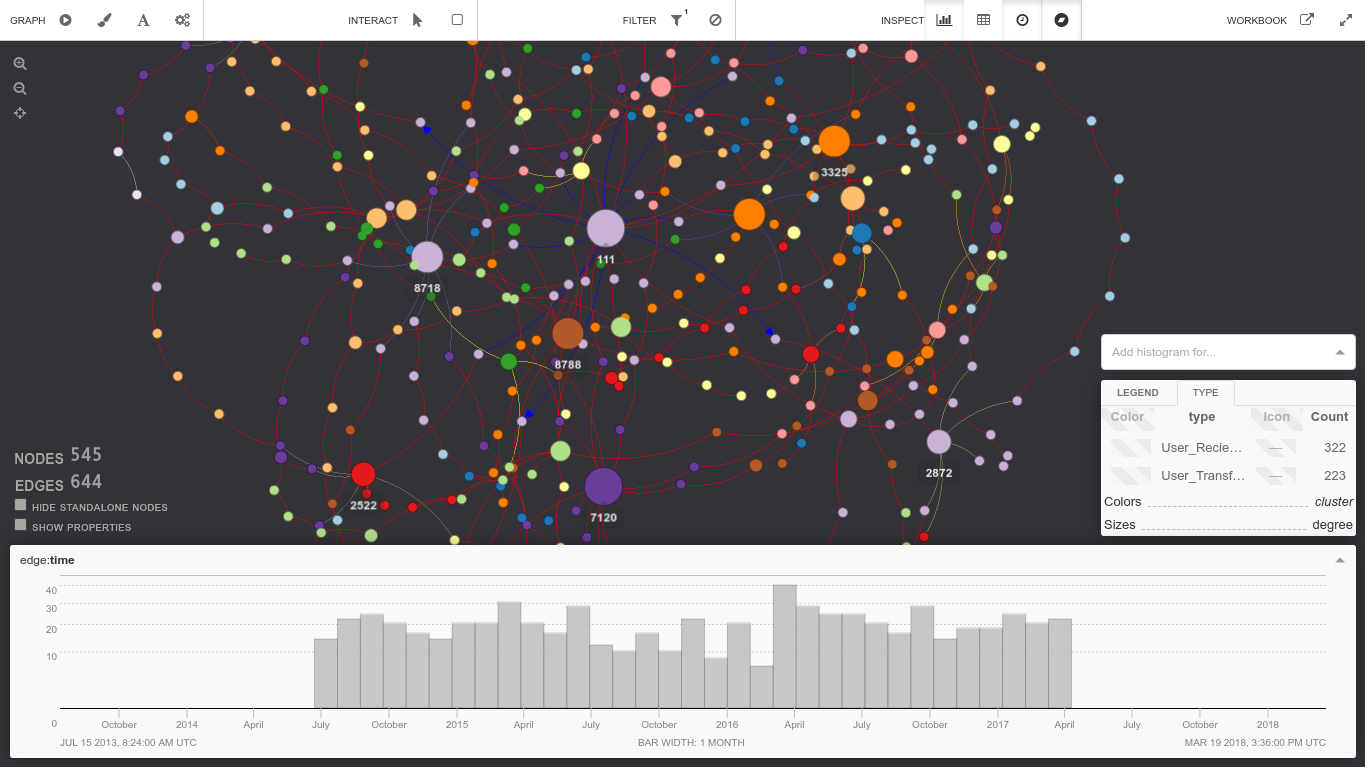 GRAPH A INTERACT FILTER 1 INSPECT WORKBOOK
3325
111
8718
8788
Add histogram for...
LEGEND TYPE
Color type Icon Count
User_Recie... — 322
User_Transf... — 223
Colors cluster
Sizes degree
2872
2522
7120
NODES 545
EDGES 644
HIDE STANDALONE NODES
SHOW PROPERTIES
edge:time
40
30
20
10
0
October 2014 April July October 2015 April July October 2016 April July October 2017 April July October 2018
JUL 15 2013, 8:24:00 AM UTC BAR WIDTH: 1 MONTH MAR 19 2018, 3:36:00 PM UTC